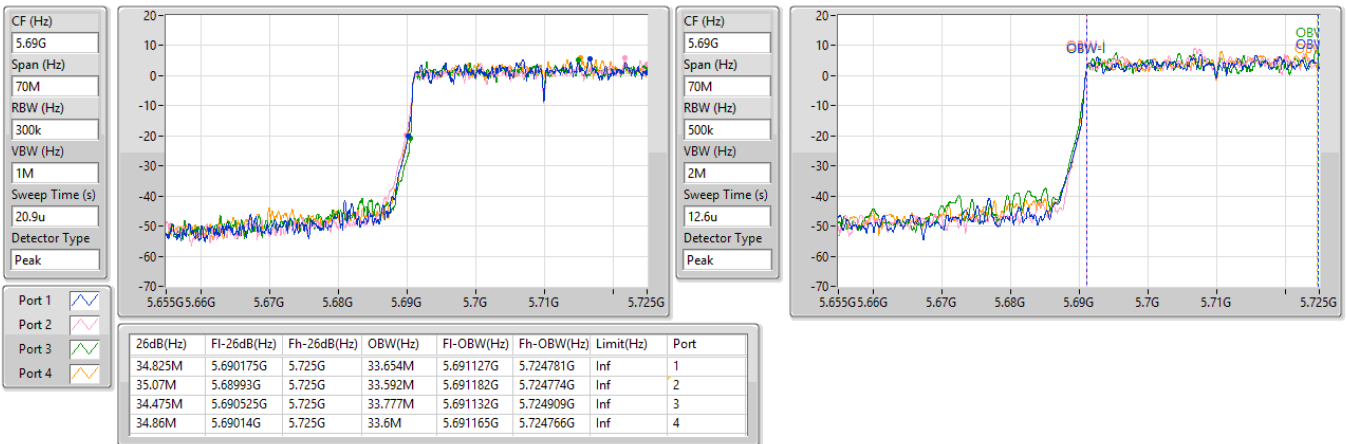 CF (Hz)
5.69G
Span (Hz)
70M
RBW (Hz)
300k
VBW (Hz)
1M
Sweep Time (s)
20.9u
Detector Type
Peak
20
10
0
-10
-20
-30
-40
-50
-60
-70
5.655G 5.66G 5.67G 5.68G 5.69G 5.7G 5.71G 5.725G
CF (Hz)
5.69G
Span (Hz)
70M
RBW (Hz)
500k
VBW (Hz)
2M
Sweep Time (s)
12.6u
Detector Type
Peak
20
10
0
-10
-20
-30
-40
-50
-60
-70
OBW-l
5.655G 5.66G 5.67G 5.68G 5.69G 5.7G 5.71G 5.725G
Port 1
Port 2
Port 3
Port 4
26dB(Hz) Fl-26dB(Hz) Fh-26dB(Hz) OBW(Hz) Fl-OBW(Hz) Fh-OBW(Hz) Limit(Hz) Port
34.825M 5.690175G 5.725G 33.654M 5.691127G 5.724781G Inf 1
35.07M 5.68993G 5.725G 33.592M 5.691182G 5.724774G Inf 2
34.475M 5.690525G 5.725G 33.777M 5.691132G 5.724909G Inf 3
34.86M 5.69014G 5.725G 33.6M 5.691165G 5.724766G Inf 4